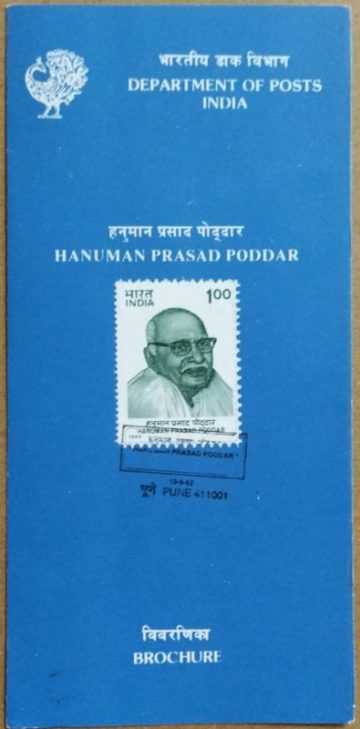 भारतीय डाक विभाग
DEPARTMENT OF POSTS
INDIA
हनुमान प्रसाद पोद्दार
HANUMAN PRASAD PODDAR
भारत
INDIA
1.00
हनुमान प्रसाद पोद्दार
HANUMAN PRASAD PODDAR
PRASAD PODDAR
पूणे PUNE 411001
विवरणिका
BROCHURE